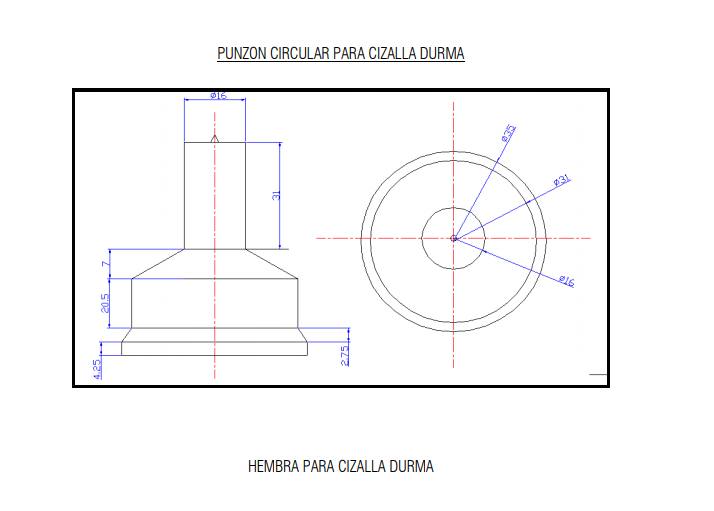 PUNZON CIRCULAR PARA CIZALLA DURMA
ø16
ø35
ø31
31
7
ø16
20.5
2.75
4.25
HEMBRA PARA CIZALLA DURMA